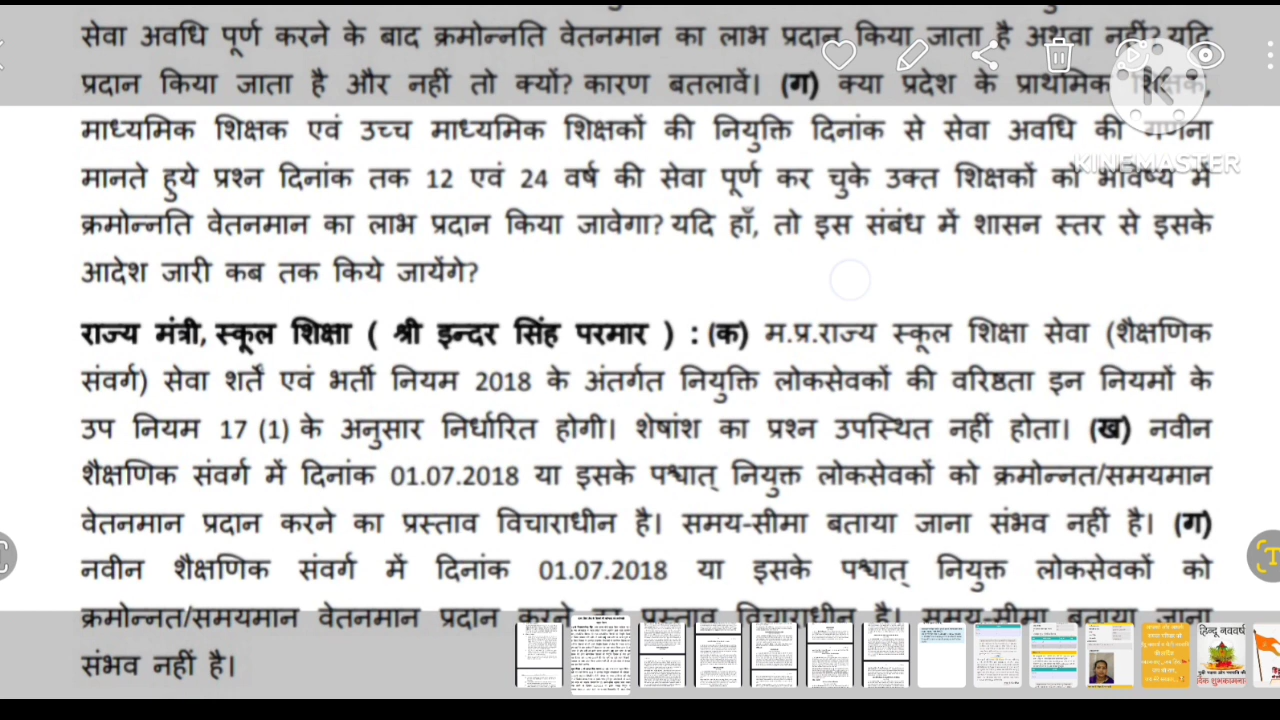 सेवा अवधि पूर्ण करने के बाद क्रमोन्नति वेतनमान का लाभ प्रदान किया जाता है अथवा नहीं? यदि
प्रदान किया जाता है और नहीं तो क्यों? कारण बतलावें। (ग) क्या प्रदेश के प्राथमिक शिक्षक,
माध्यमिक शिक्षक एवं उच्च माध्यमिक शिक्षकों की नियुक्ति दिनांक से सेवा अवधि की गणना
KINEMASTER
मानते हुये प्रश्न दिनांक तक 12 एवं 24 वर्ष की सेवा पूर्ण कर चुके उक्त शिक्षकों को भविष्य में
क्रमोन्नति वेतनमान का लाभ प्रदान किया जावेगा? यदि हाँ, तो इस संबंध में शासन स्तर से इसके
आदेश जारी कब तक किये जायेंगे?
राज्य मंत्री, स्कूल शिक्षा ( श्री इन्दर सिंह परमार ) : (क) म.प्र.राज्य स्कूल शिक्षा सेवा (शैक्षणिक
संवर्ग) सेवा शर्तें एवं भर्ती नियम 2018 के अंतर्गत नियुक्ति लोकसेवकों की वरिष्ठता इन नियमों के
उप नियम 17 (1) के अनुसार निर्धारित होगी। शेषांश का प्रश्न उपस्थित नहीं होता। (ख) नवीन
शैक्षणिक संवर्ग में दिनांक 01.07.2018 या इसके पश्चात् नियुक्त लोकसेवकों को क्रमोन्नत/समयमान
वेतनमान प्रदान करने का प्रस्ताव विचाराधीन है। समय-सीमा बताया जाना संभव नहीं है। (ग)
नवीन शैक्षणिक संवर्ग में दिनांक 01.07.2018 या इसके पश्चात् नियुक्त लोकसेवकों को
क्रमोन्नत/समयमान वेतनमान प्रदान करने का प्रस्ताव विचाराधीन है।
संभव नहीं है।
हिन्दू नववर्ष